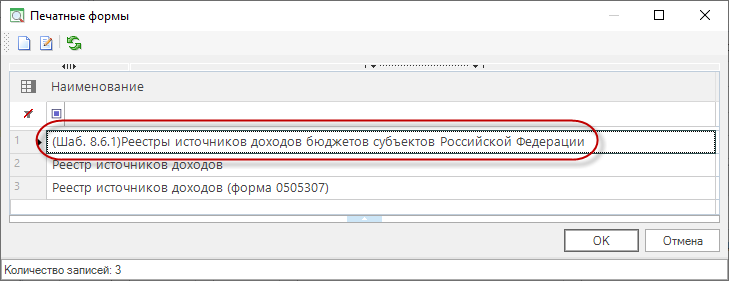 Печатные формы
Наименование
1 (Шаб. 8.6.1)Реестры источников доходов бюджетов субъектов Российской Федерации
2 Реестр источников доходов
3 Реестр источников доходов (форма 0505307)
OK Отмена
Количество записей: 3